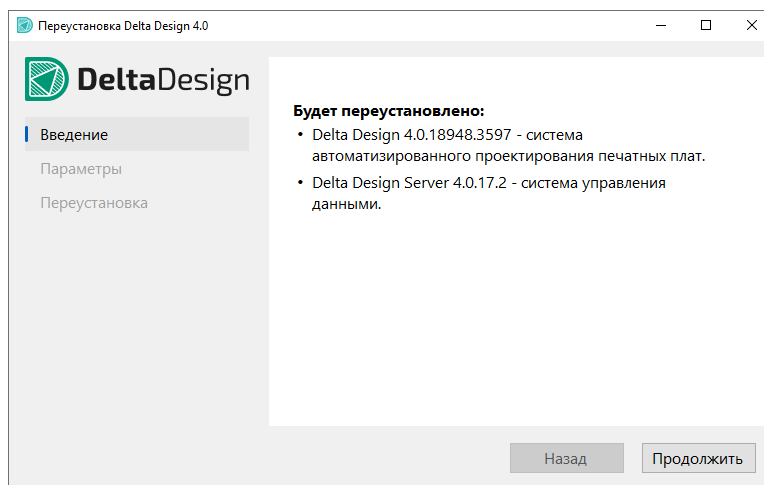 Переустановка Delta Design 4.0
DeltaDesign
Введение
Параметры
Переустановка
Будет переустановлено:
• Delta Design 4.0.18948.3597 - система
автоматизированного проектирования печатных плат.
• Delta Design Server 4.0.17.2 - система управления
данными.
Назад
Продолжить